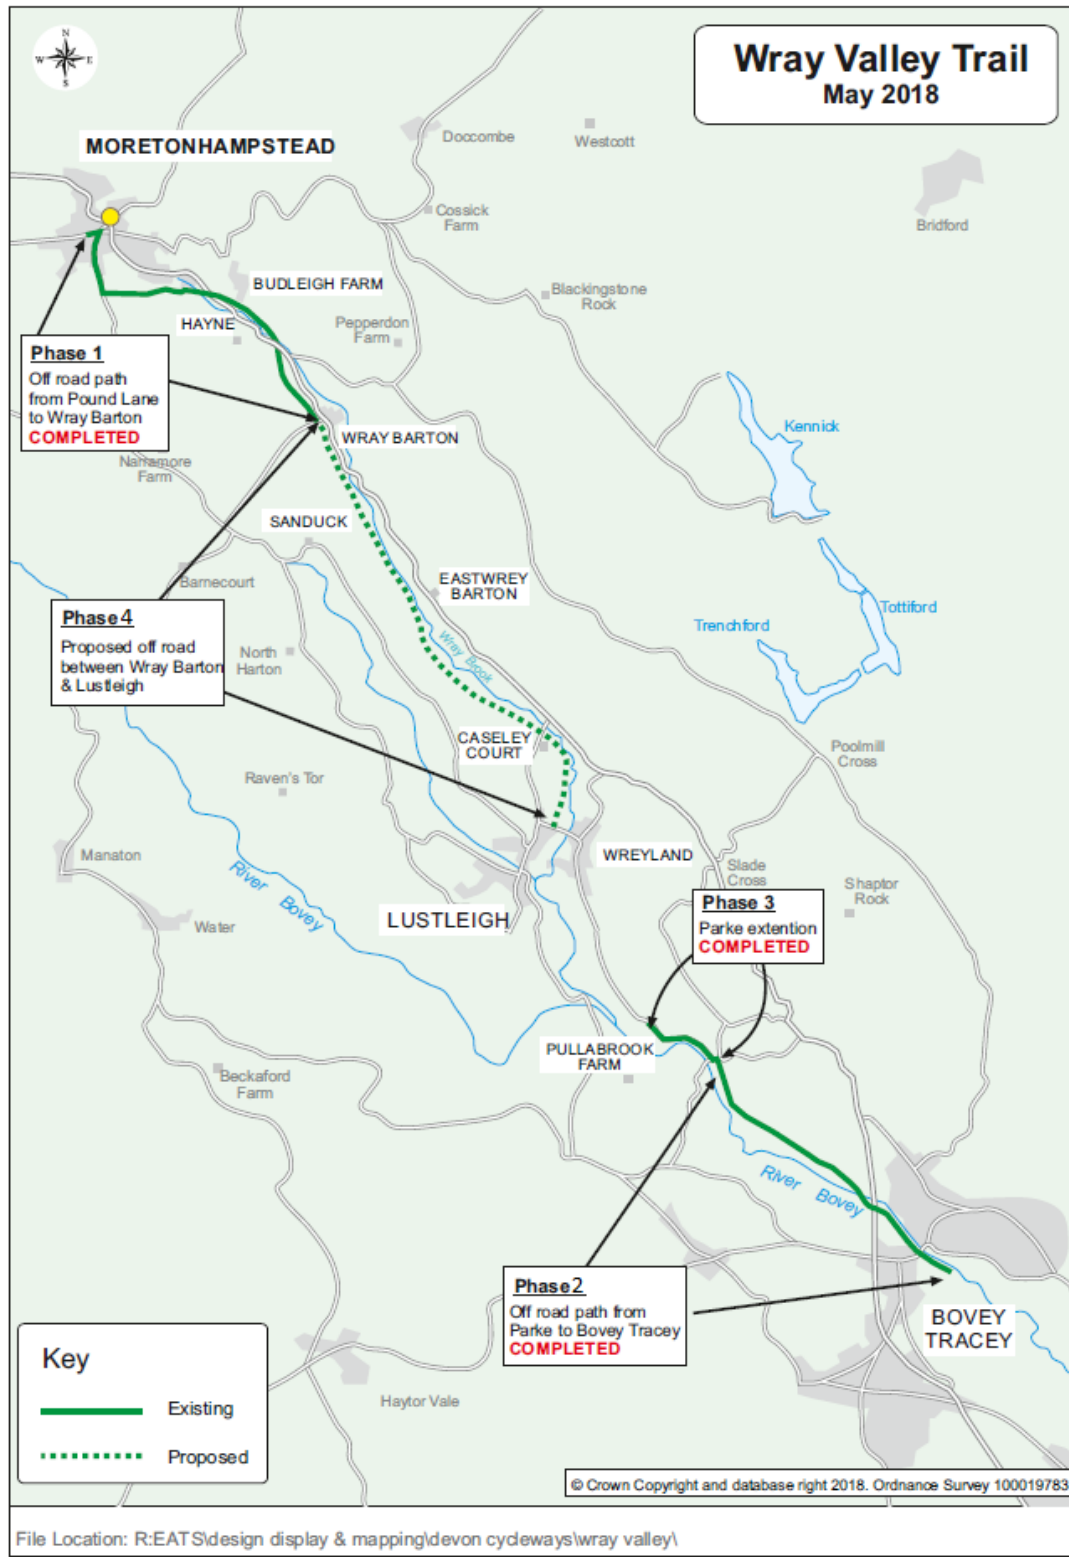 N
W E
S
Wray Valley Trail
May 2018
MORETONHAMPSTEAD
Doccombe
Westcott
Cossick
Farm
Bridford
BUDLEIGH FARM
Blackingstone
Rock
HAYNE
Pepperdon
Farm
Phase 1
Off road path
from Pound Lane
to Wray Barton
COMPLETED
Kennick
WRAY BARTON
Narramore
Farm
SANDUCK
Barnecourt
EASTWREY
BARTON
Tottiford
Trenchford
Phase 4
Proposed off road
between Wray Barton
& Lustleigh
North
Harton
Wray Brook
CASELEY
COURT
Poolmill
Cross
Raven's Tor
Manaton
WREYLAND
Slade
Cross
Shaptor
Rock
River Bovey
Phase 3
Parke extention
COMPLETED
LUSTLEIGH
Water
PULLABROOK
FARM
Beckaford
Farm
River Bovey
Phase 2
Off road path from
Parke to Bovey Tracey
COMPLETED
BOVEY
TRACEY
Key
Existing
Proposed
Haytor Vale
© Crown Copyright and database right 2018. Ordnance Survey 100019783
File Location: R:EATS\design display & mapping\devon cycleways\wray valley\